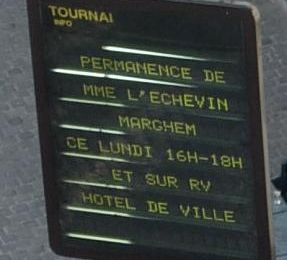 TOURNAI
INFO
PERMANENCE DE
MME L'ECHEVIN
MARGHEM
CE LUNDI 16H-18H
ET SUR RV
HOTEL DE VILLE